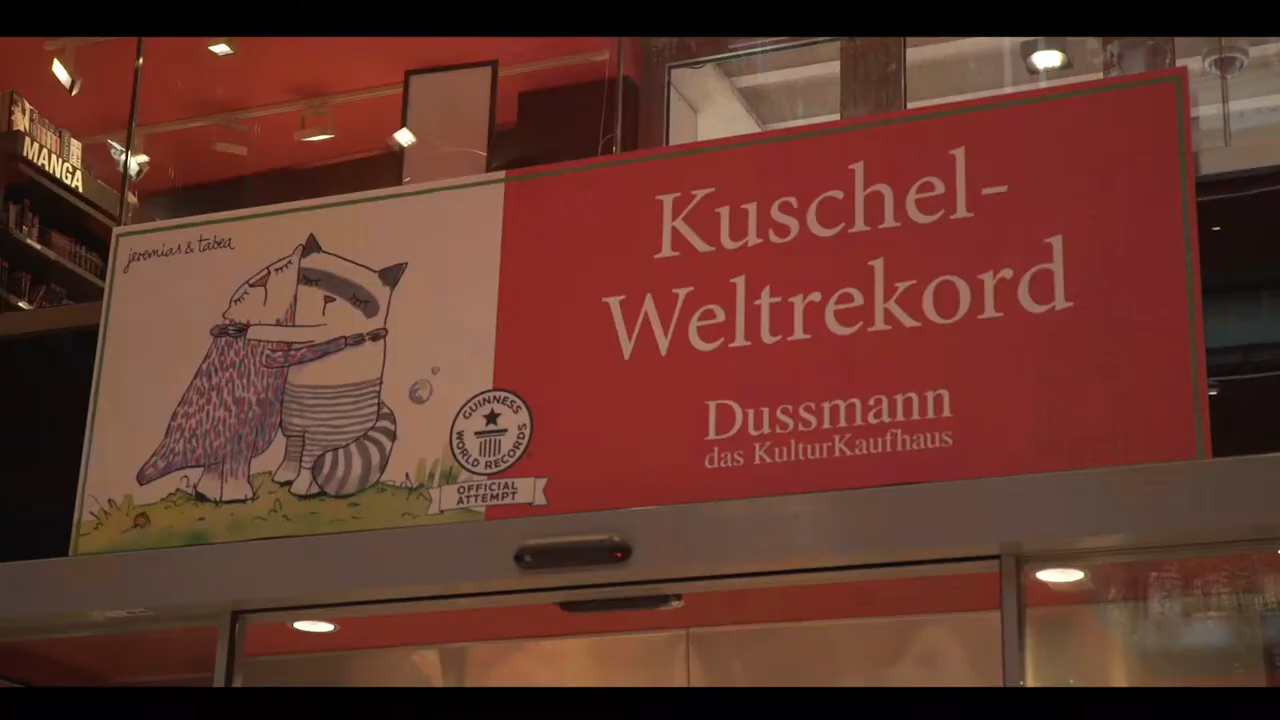 MANGA
jeremias & tabea
Kuschel-
Weltrekord
Dussmann
das KulturKaufhaus
GUINNESS
WORLD RECORDS
OFFICIAL
ATTEMPT